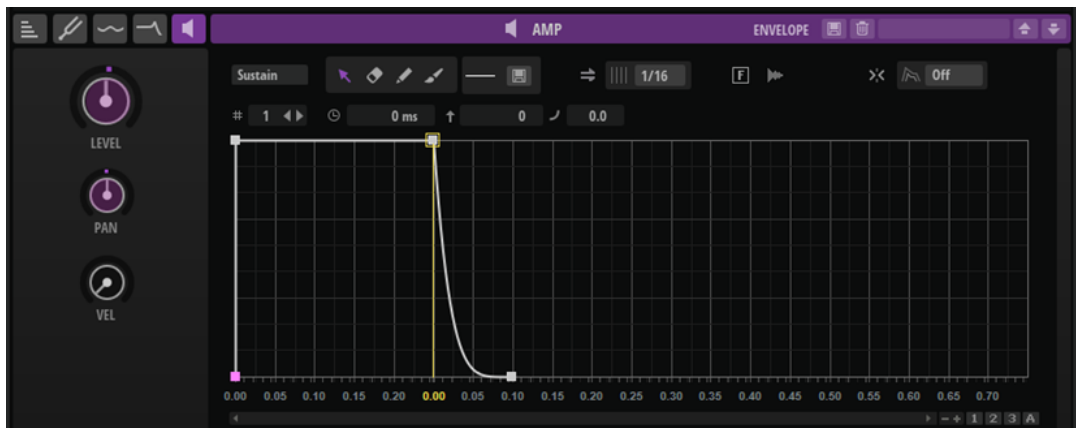 AMP ENVELOPE
Sustain 1/16 F Off
# 1 0 ms 0 0.0
LEVEL
PAN
VEL
0.00 0.05 0.10 0.15 0.20 0.00 0.05 0.10 0.15 0.20 0.25 0.30 0.35 0.40 0.45 0.50 0.55 0.60 0.65 0.70
- + 1 2 3 A